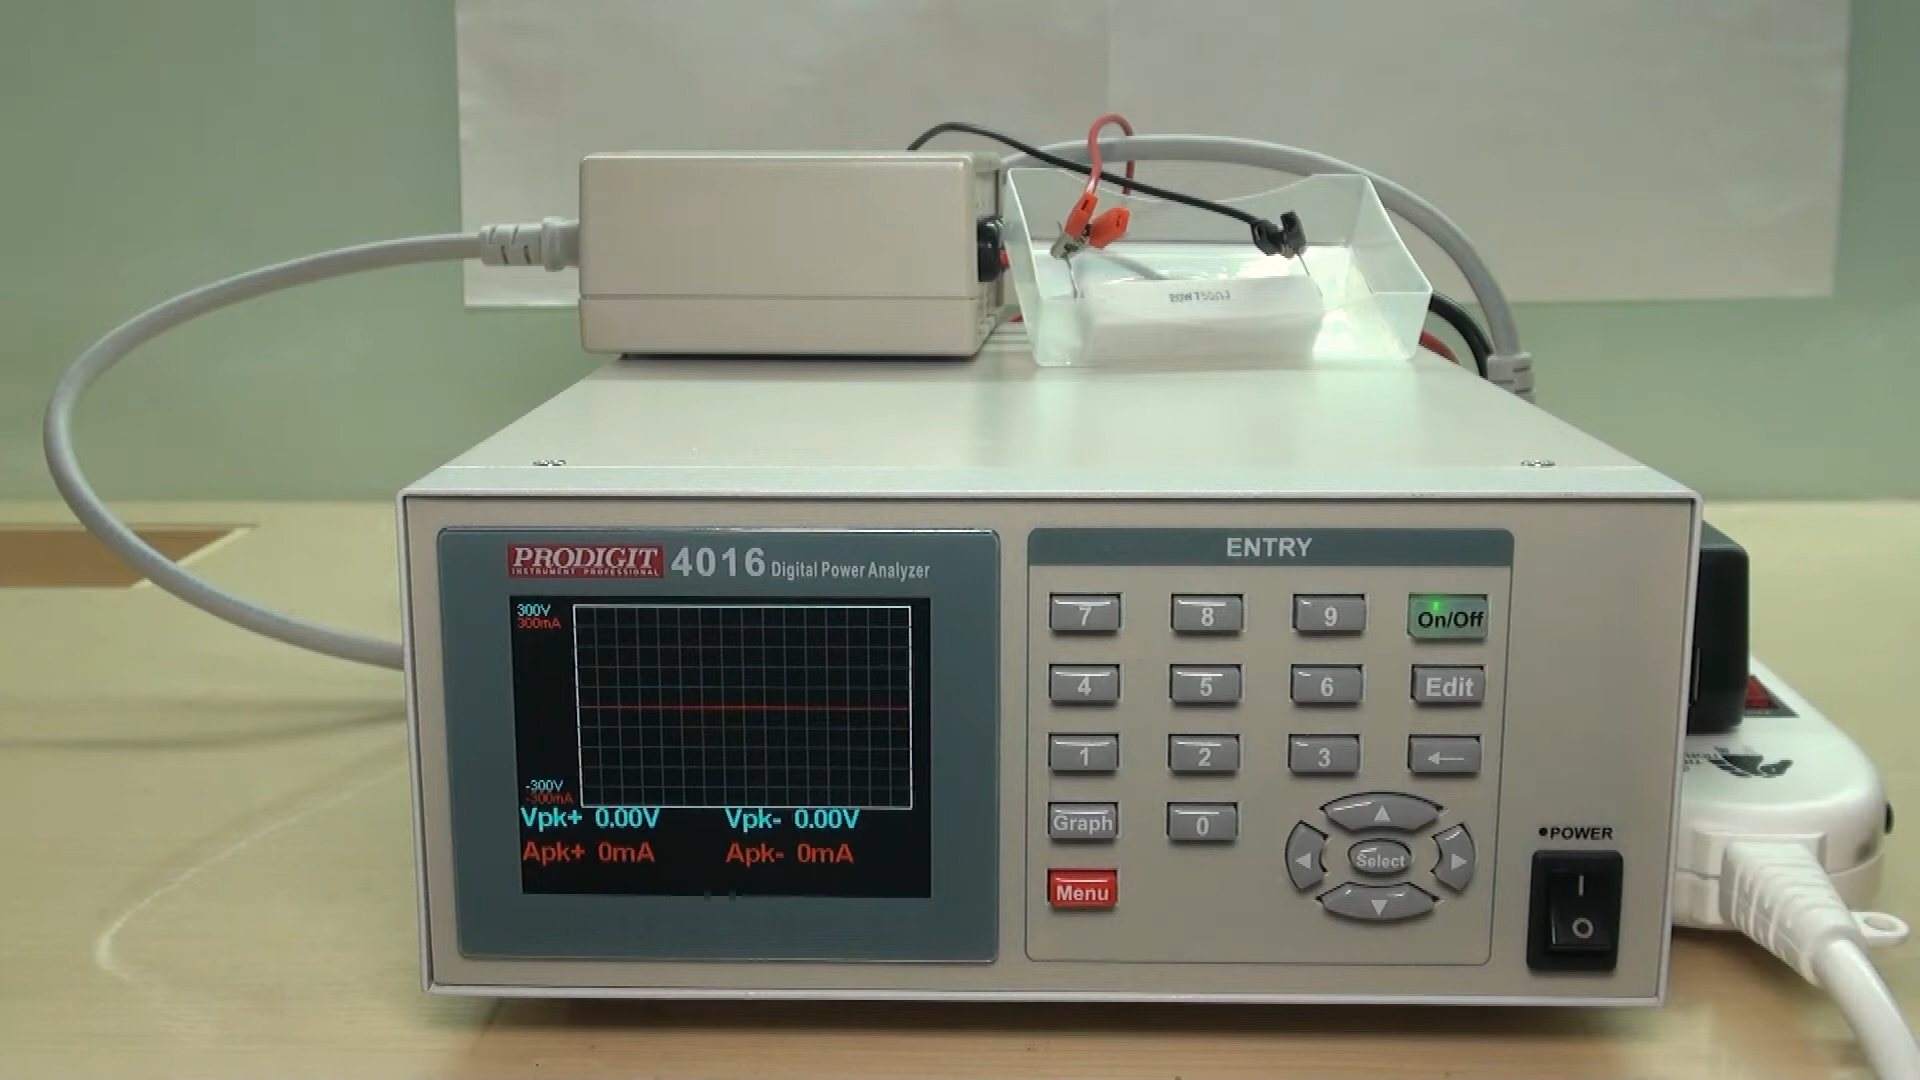 PRODIGIT
INSTRUMENT PROFESSIONAL
4016 Digital Power Analyzer
300V
300mA
-300V
-300mA
Vpk+ 0.00V Vpk- 0.00V
Apk+ 0mA Apk- 0mA
ENTRY
7 8 9 On/Off
4 5 6 Edit
1 2 3 ←
Graph 0
▲
◀ Select ▶
▼
Menu
•POWER